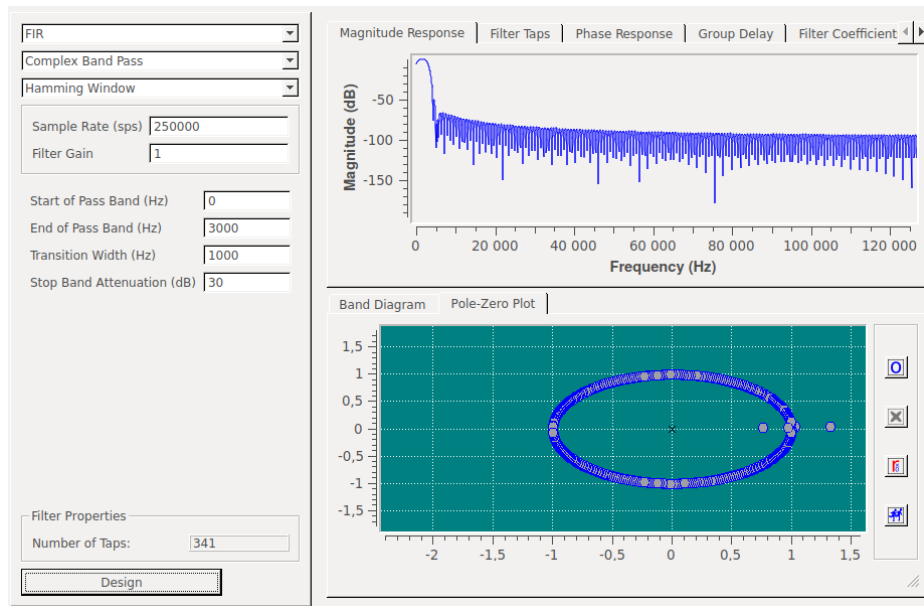 FIR
Complex Band Pass
Hamming Window
Sample Rate (sps) 250000
Filter Gain 1
Start of Pass Band (Hz) 0
End of Pass Band (Hz) 3000
Transition Width (Hz) 1000
Stop Band Attenuation (dB) 30
Filter Properties
Number of Taps: 341
Design
Magnitude Response Filter Taps Phase Response Group Delay Filter Coefficient
Magnitude (dB)
-50
-100
-150
0 20 000 40 000 60 000 80 000 100 000 120 000
Frequency (Hz)
Band Diagram Pole-Zero Plot
1,5
1
0,5
0
-0,5
-1
-1,5
-2 -1,5 -1 -0,5 0 0,5 1 1,5